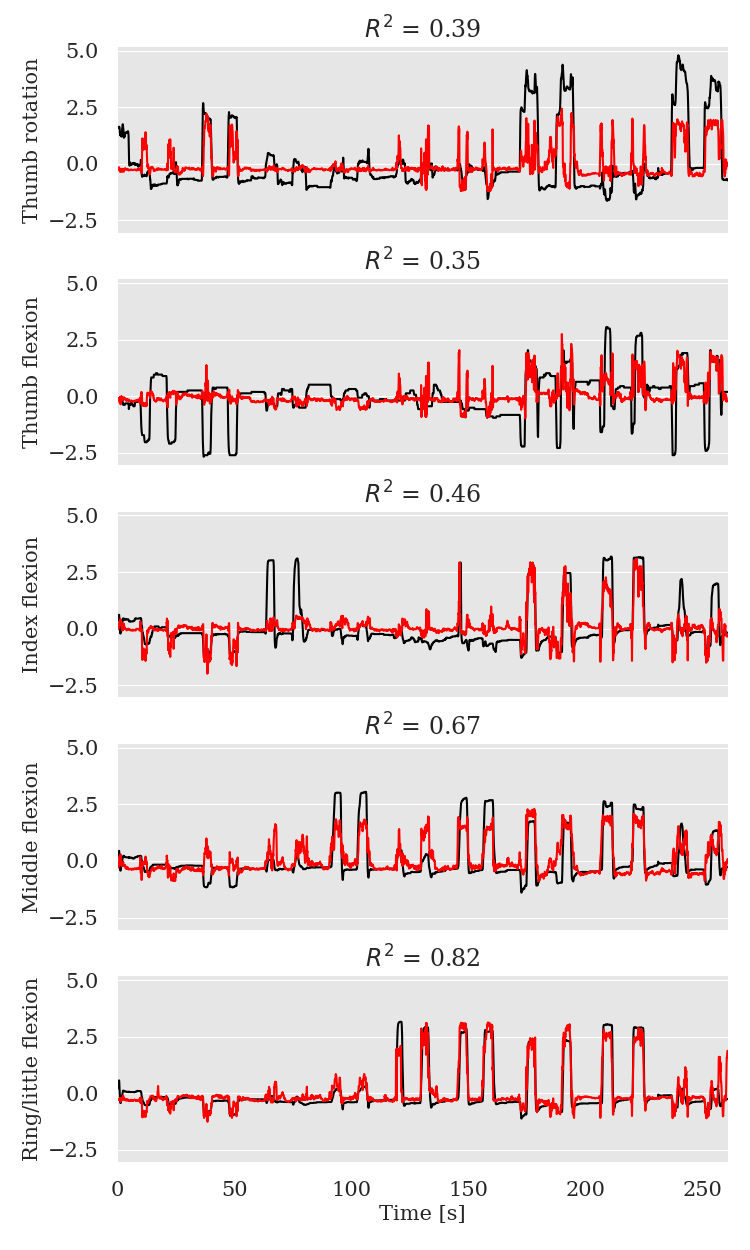 R² = 0.39
Thumb rotation
5.0
2.5
0.0
−2.5
R² = 0.35
Thumb flexion
5.0
2.5
0.0
−2.5
R² = 0.46
Index flexion
5.0
2.5
0.0
−2.5
R² = 0.67
Middle flexion
5.0
2.5
0.0
−2.5
R² = 0.82
Ring/little flexion
5.0
2.5
0.0
−2.5
0 50 100 150 200 250
Time [s]